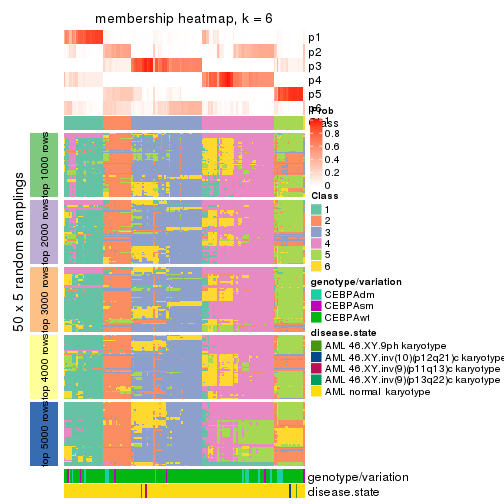 membership heatmap, k = 6
p1
p2
p3
p4
p5
p6
Prob
1
0.8
0.6
0.4
0.2
0
Class
Class
1
2
3
4
5
6
genotype/variation
CEBPAdm
CEBPAsm
CEBPAwt
disease.state
AML 46.XY.9ph karyotype
AML 46.XY.inv(10)(p12q21)c karyotype
AML 46.XY.inv(9)(p11q13)c karyotype
AML 46.XY.inv(9)(p13q22)c karyotype
AML normal karyotype
50 x 5 random samplings
top 1000 rows
top 2000 rows
top 3000 rows
top 4000 rows
top 5000 rows
genotype/variation
disease.state